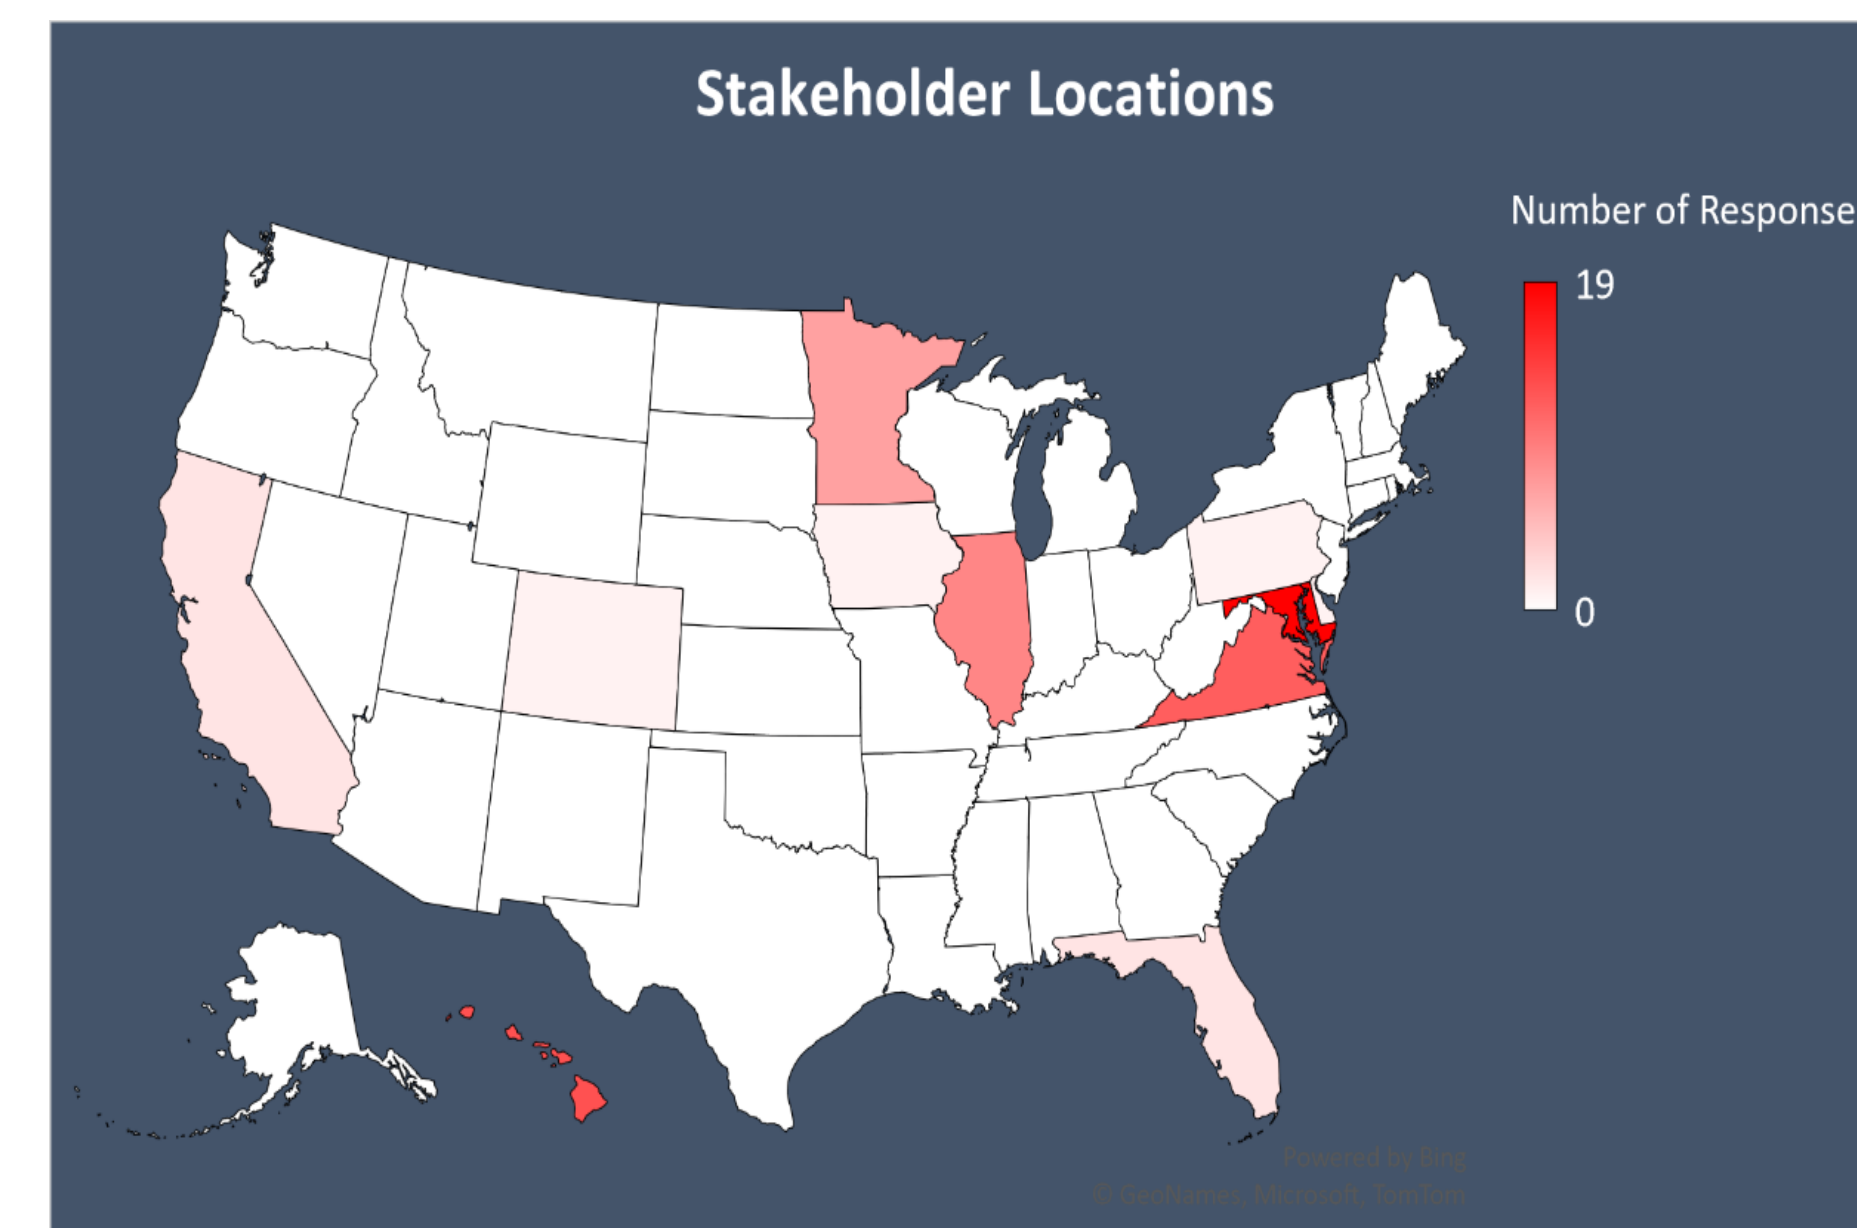 Stakeholder Locations
Number of Response
19
0
Powered by Bing
© GeoNames, Microsoft, TomTom